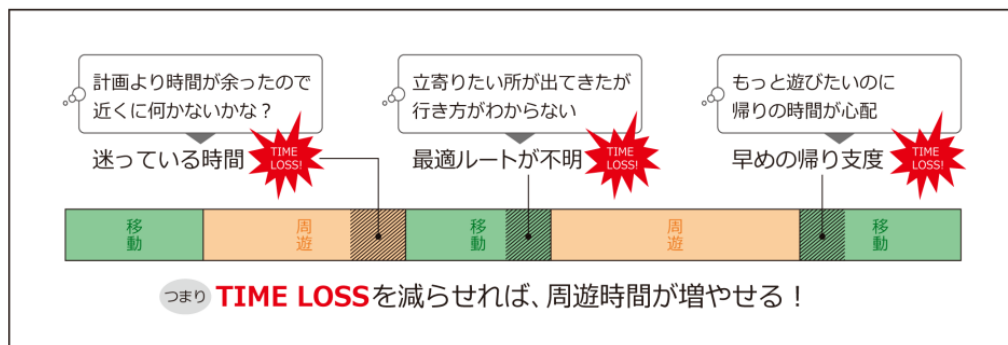 計画より時間が余ったので
近くに何かないかな？
迷っている時間
TIME
LOSS!
立寄りたい所が出てきたが
行き方がわからない
最適ルートが不明
TIME
LOSS!
もっと遊びたいのに
帰りの時間が心配
早めの帰り支度
TIME
LOSS!
移動
周遊
移動
周遊
移動
つまり TIME LOSSを減らせれば、周遊時間が増やせる！